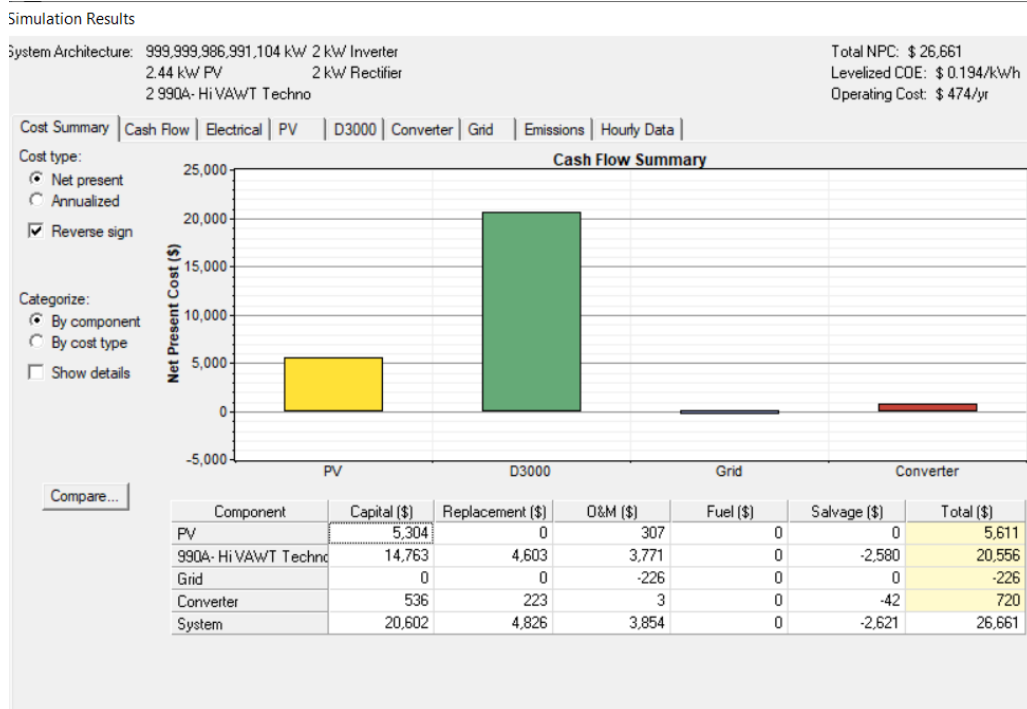 Simulation Results
System Architecture: 999,999,986,991,104 kW 2 kW Inverter
2.44 kW PV 2 kW Rectifier
2 990A- Hi VAWT Techno
Total NPC: $ 26,661
Levelized COE: $ 0.194/kWh
Operating Cost: $ 474/yr
Cost Summary Cash Flow Electrical PV D3000 Converter Grid Emissions Hourly Data
Cost type:
Net present
Annualized
Reverse sign
Categorize:
By component
By cost type
Show details
Compare...
Cash Flow Summary
Net Present Cost ($)
25,000
20,000
15,000
10,000
5,000
0
-5,000
PV D3000 Grid Converter
Component Capital ($) Replacement ($) O&M ($) Fuel ($) Salvage ($) Total ($)
PV 5,304 0 307 0 0 5,611
990A- Hi VAWT Techno 14,763 4,603 3,771 0 -2,580 20,556
Grid 0 0 -226 0 0 -226
Converter 536 223 3 0 -42 720
System 20,602 4,826 3,854 0 -2,621 26,661